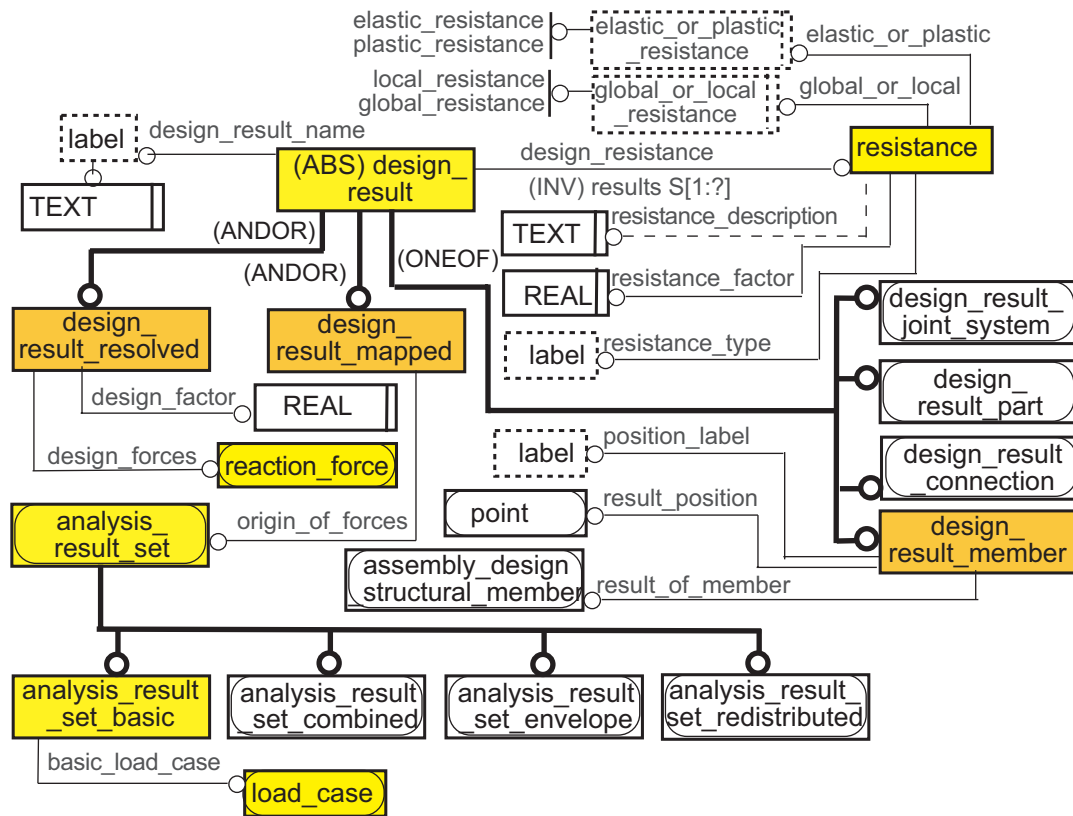 elastic_resistance
plastic_resistance
elastic_or_plastic
_resistance
elastic_or_plastic
local_resistance
global_resistance
global_or_local
_resistance
global_or_local
label
design_result_name
TEXT
(ABS) design_
result
design_resistance
(INV) results S[1:?]
resistance
(ANDOR)
(ANDOR)
(ONEOF)
TEXT
resistance_description
REAL
resistance_factor
label
resistance_type
design_
result_resolved
design_
result_mapped
design_result_
joint_system
design_
result_part
design_result
_connection
design_
result_member
design_factor
REAL
design_forces
reaction_force
label
position_label
point
result_position
analysis_
result_set
origin_of_forces
assembly_design
_structural_member
result_of_member
analysis_result
_set_basic
analysis_result
_set_combined
analysis_result
_set_envelope
analysis_result_
set_redistributed
basic_load_case
load_case